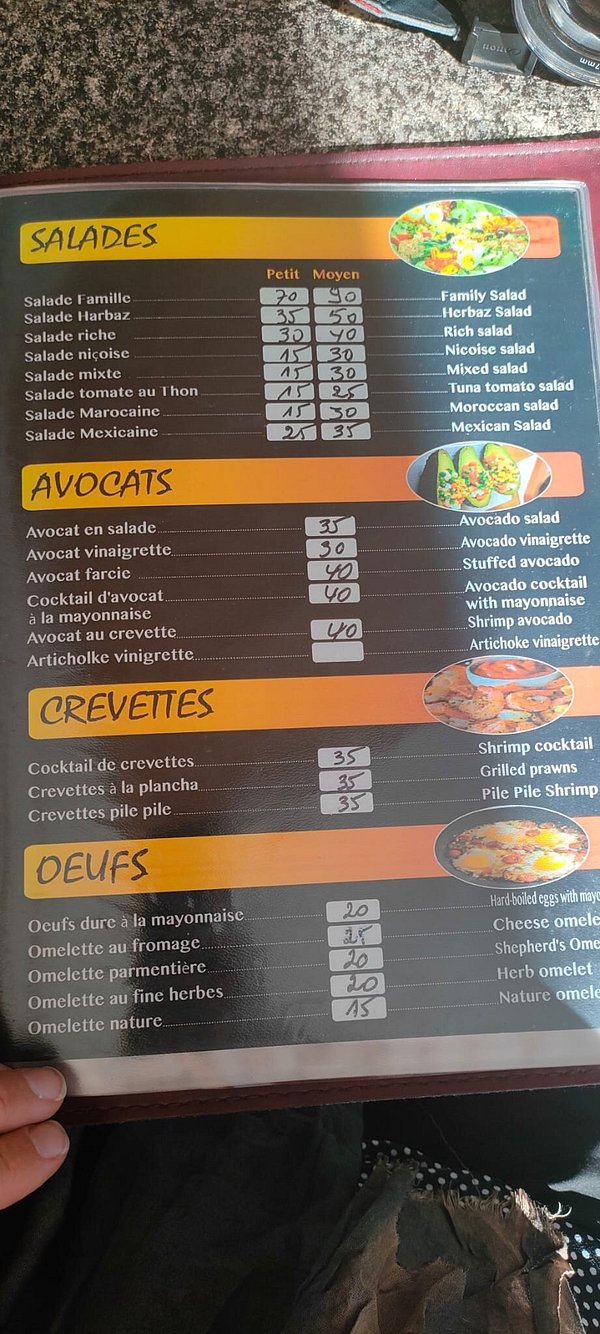 Canon
7mm
SALADES
Petit Moyen
Salade Famille 70 90 Family Salad
Salade Harbaz 35 50 Herbaz Salad
Salade riche 30 40 Rich salad
Salade niçoise 15 30 Nicoise salad
Salade mixte 15 30 Mixed salad
Salade tomate au Thon 15 25 Tuna tomato salad
Salade Marocaine 15 30 Moroccan salad
Salade Mexicaine 25 35 Mexican Salad
AVOCATS
Avocat en salade 35 Avocado salad
Avocat vinaigrette 30 Avocado vinaigrette
Avocat farcie 40 Stuffed avocado
Cocktail d'avocat 40 Avocado cocktail
à la mayonnaise with mayonnaise
Avocat au crevette 40 Shrimp avocado
Articholke vinigrette Artichoke vinaigrette
CREVETTES
Cocktail de crevettes 35 Shrimp cocktail
Crevettes à la plancha 35 Grilled prawns
Crevettes pile pile 35 Pile Pile Shrimp
OEUFS
Oeufs dure à la mayonnaise 20 Hard-boiled eggs with mayo
Omelette au fromage 25 Cheese omele
Omelette parmentière 20 Shepherd's Ome
Omelette au fine herbes 20 Herb omelet
Omelette nature 15 Nature omele